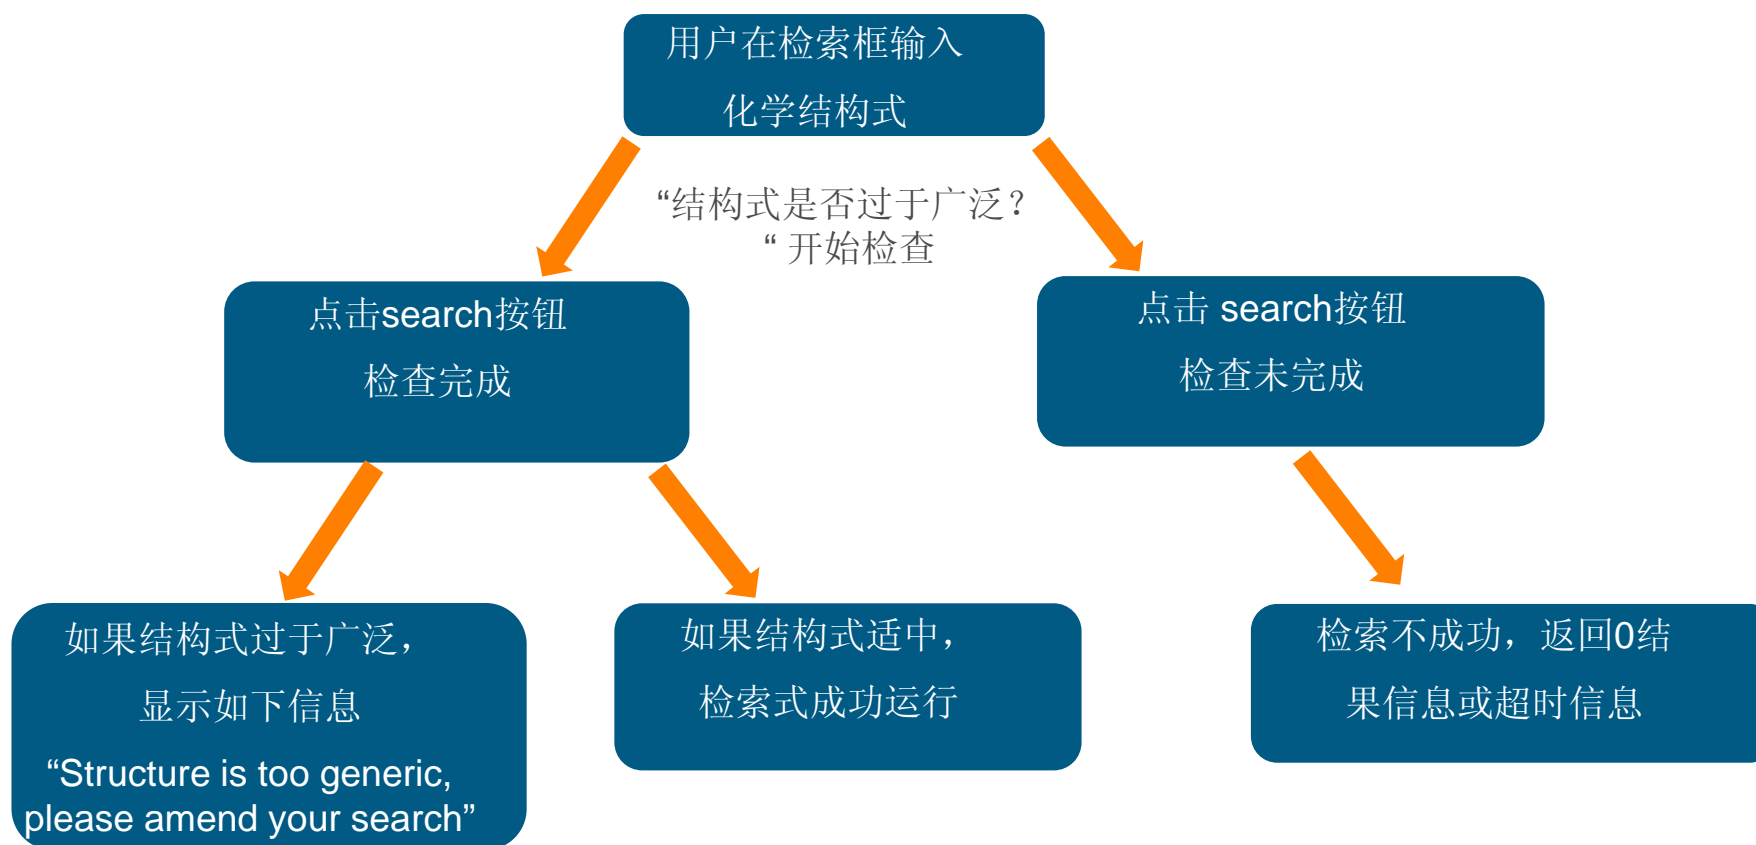 用户在检索框输入
化学结构式
“结构式是否过于广泛？
“ 开始检查
点击search按钮
检查完成
点击 search按钮
检查未完成
如果结构式过于广泛，
显示如下信息
“Structure is too generic,
please amend your search”
如果结构式适中，
检索式成功运行
检索不成功，返回0结
果信息或超时信息